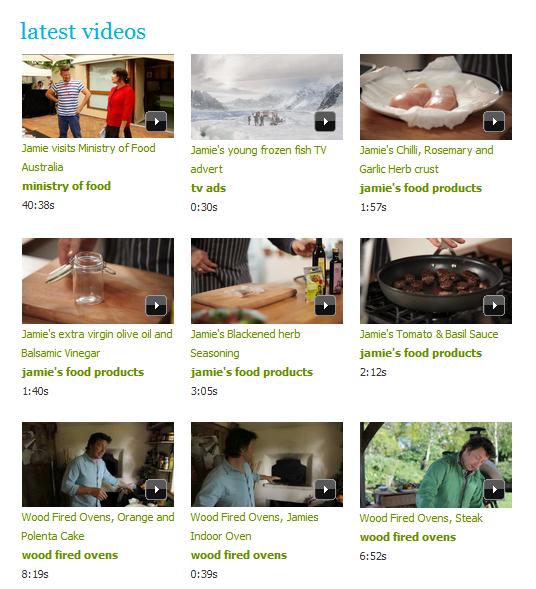 latest videos
Jamie visits Ministry of Food
Australia
ministry of food
40:38s
Jamie's young frozen fish TV
advert
tv ads
0:30s
Jamie's Chilli, Rosemary and
Garlic Herb crust
jamie's food products
1:57s
Jamie's extra virgin olive oil and
Balsamic Vinegar
jamie's food products
1:40s
Jamie's Blackened herb
Seasoning
jamie's food products
3:05s
Jamie's Tomato & Basil Sauce
jamie's food products
2:12s
Wood Fired Ovens, Orange and
Polenta Cake
wood fired ovens
8:19s
Wood Fired Ovens, Jamies
Indoor Oven
wood fired ovens
0:39s
Wood Fired Ovens, Steak
wood fired ovens
6:52s